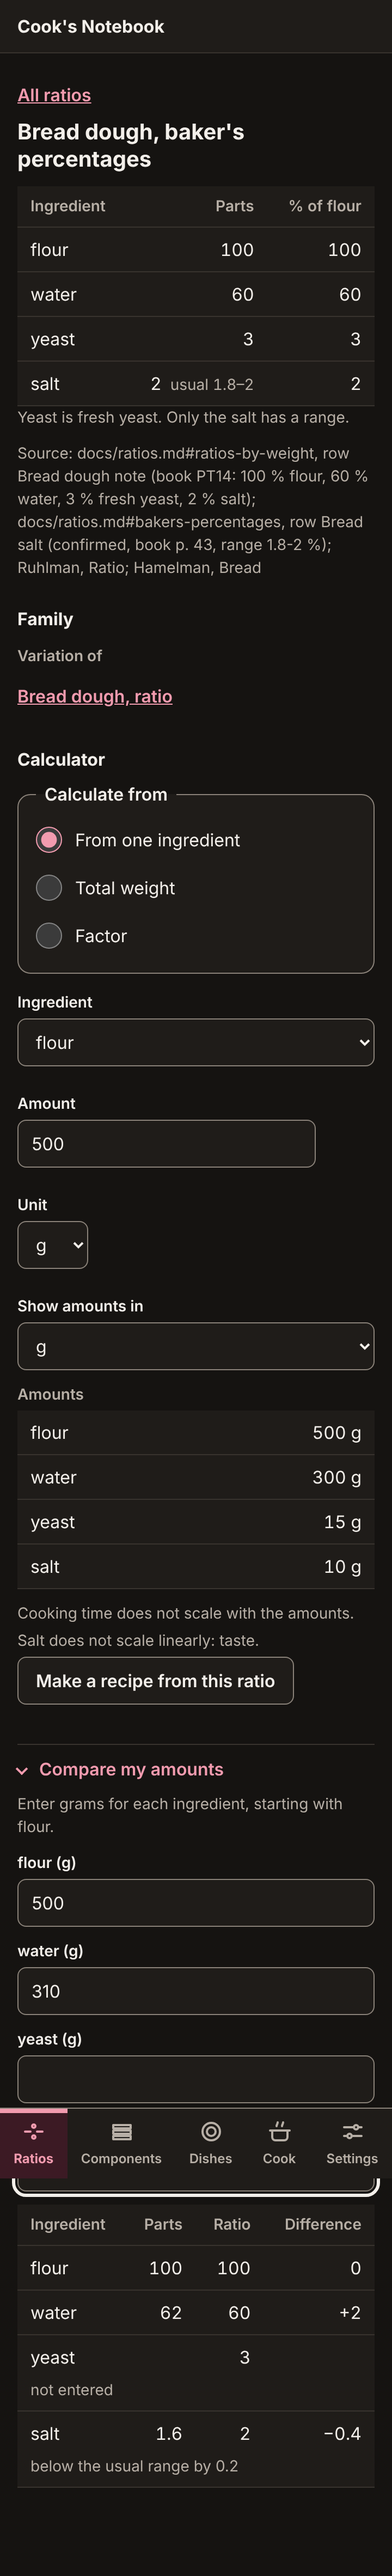 Cook's Notebook
All ratios
Bread dough, baker's
percentages
Ingredient Parts % of flour
flour 100 100
water 60 60
yeast 3 3
salt 2 usual 1.8–2 2
Yeast is fresh yeast. Only the salt has a range.
Source: docs/ratios.md#ratios-by-weight, row
Bread dough note (book PT14: 100 % flour, 60 %
water, 3 % fresh yeast, 2 % salt);
docs/ratios.md#bakers-percentages, row Bread
salt (confirmed, book p. 43, range 1.8-2 %);
Ruhlman, Ratio; Hamelman, Bread
Family
Variation of
Bread dough, ratio
Calculator
Calculate from
From one ingredient
Total weight
Factor
Ingredient
flour
Amount
500
Unit
g
Show amounts in
g
Amounts
flour 500 g
water 300 g
yeast 15 g
salt 10 g
Cooking time does not scale with the amounts.
Salt does not scale linearly: taste.
Make a recipe from this ratio
Compare my amounts
Enter grams for each ingredient, starting with
flour.
flour (g)
500
water (g)
310
yeast (g)
Ratios Components Dishes Cook Settings
Ingredient Parts Ratio Difference
flour 100 100 0
water 62 60 +2
yeast 3
not entered
salt 1.6 2 −0.4
below the usual range by 0.2